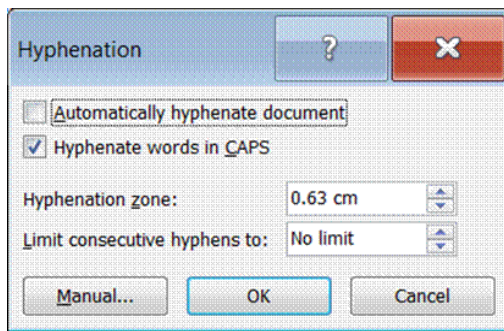 Hyphenation ?
Automatically hyphenate document
Hyphenate words in CAPS
Hyphenation zone: 0.63 cm
Limit consecutive hyphens to: No limit
Manual... OK Cancel